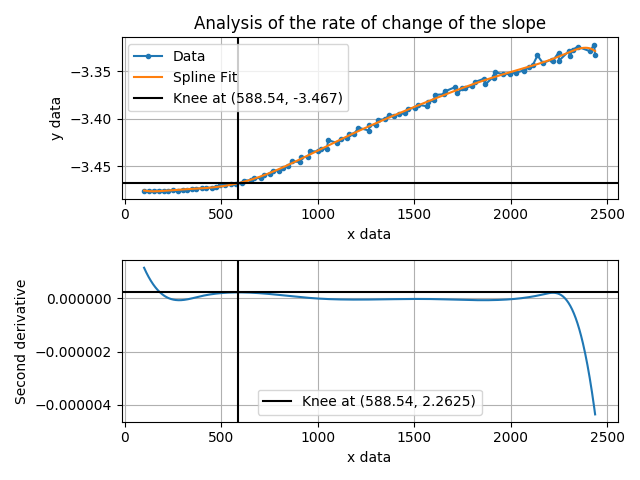 Analysis of the rate of change of the slope
Data
Spline Fit
Knee at (588.54, -3.467)
y data
−3.35
−3.40
−3.45
0
500
1000
1500
2000
2500
x data
Second derivative
0.000000
−0.000002
−0.000004
Knee at (588.54, 2.2625)
0
500
1000
1500
2000
2500
x data